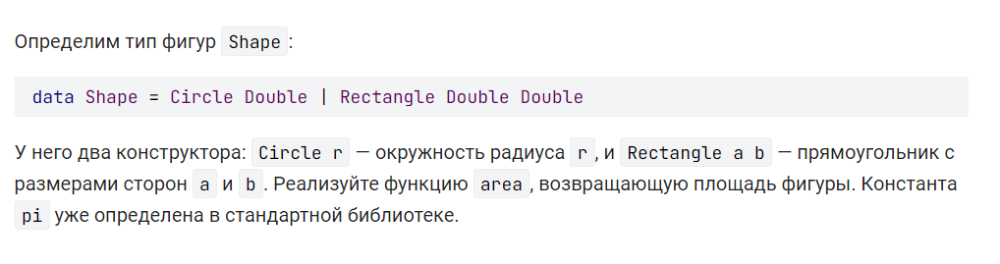 Определим тип фигур Shape:
data Shape = Circle Double | Rectangle Double Double
У него два конструктора: Circle r — окружность радиуса r, и Rectangle a b — прямоугольник с
размерами сторон a и b. Реализуйте функцию area, возвращающую площадь фигуры. Константа
pi уже определена в стандартной библиотеке.